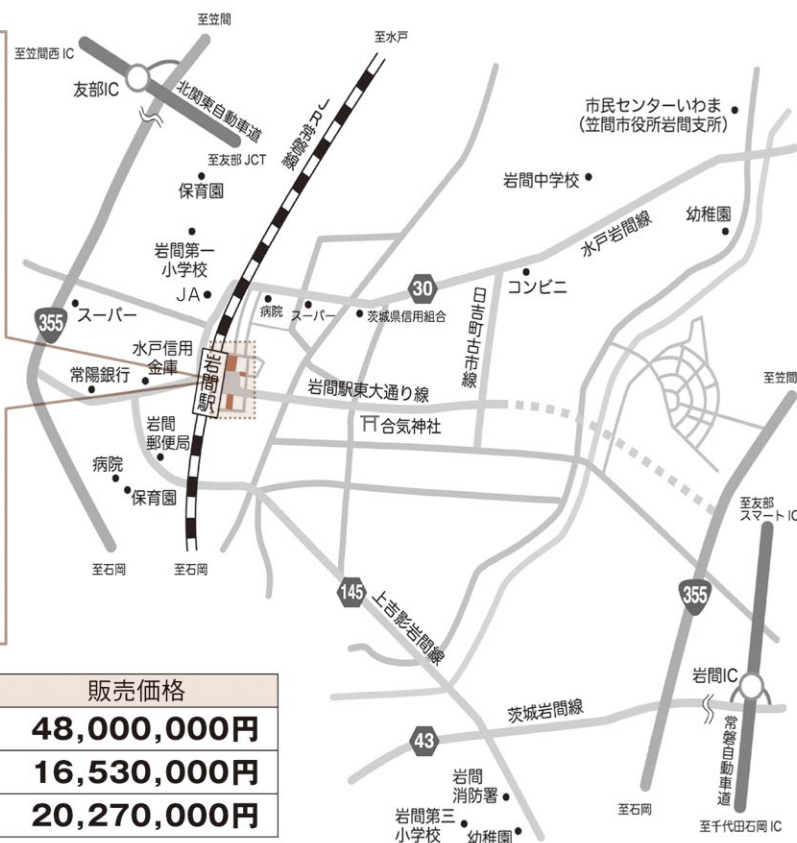 至笠間
至水戸
至笠間西 IC
友部IC
北関東自動車道
至友部 JCT
JR常磐線
保育園
岩間第一
小学校
JA
355
スーパー
常陽銀行
水戸信用
金庫
岩間駅
病院
スーパー
茨城県信用組合
30
コンビニ
水戸岩間線
岩間中学校
市民センターいわま
(笠間市役所岩間支所)
幼稚園
日吉町古市線
岩間駅東大通り線
合気神社
岩間
郵便局
病院
保育園
至石岡
至石岡
至笠間
至友部
スマート IC
145
上吉影岩間線
355
岩間IC
常磐自動車道
茨城岩間線
43
岩間
消防署
岩間第三
小学校
幼稚園
至石岡
至千代田石岡 IC
販売価格
48,000,000円
16,530,000円
20,270,000円